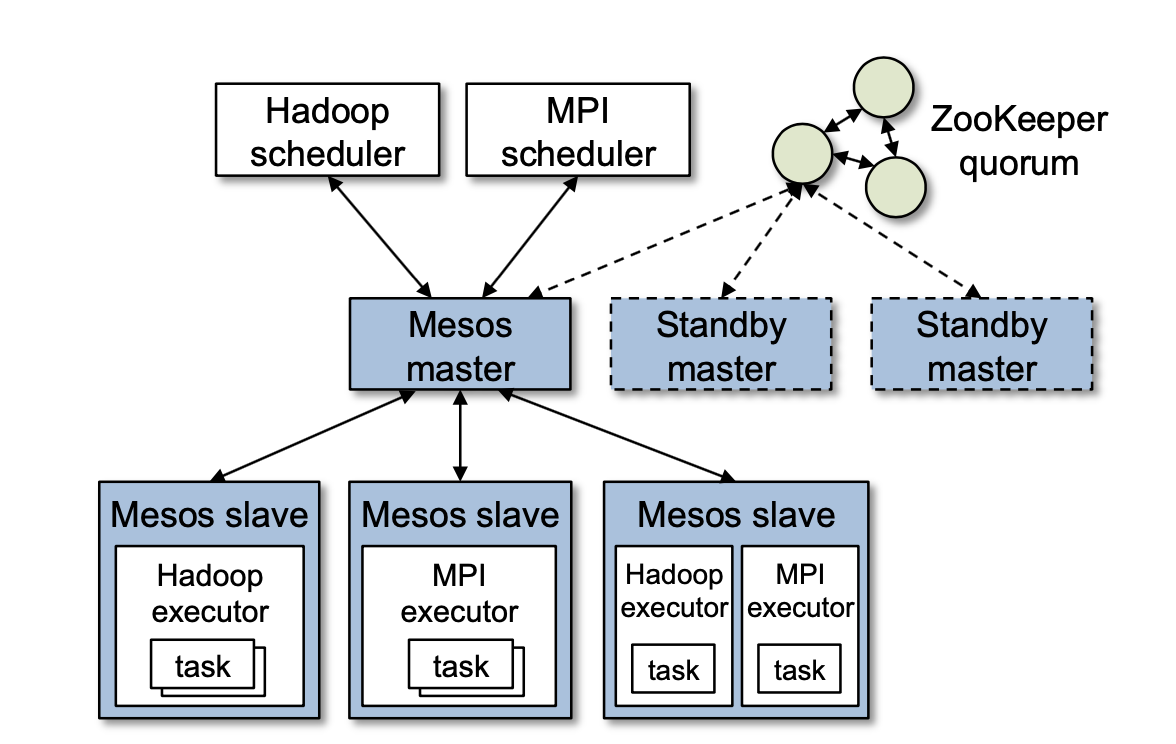 Hadoop
scheduler
MPI
scheduler
ZooKeeper
quorum
Mesos
master
Standby
master
Standby
master
Mesos slave
Hadoop
executor
task
Mesos slave
MPI
executor
task
Mesos slave
Hadoop
executor
task
MPI
executor
task